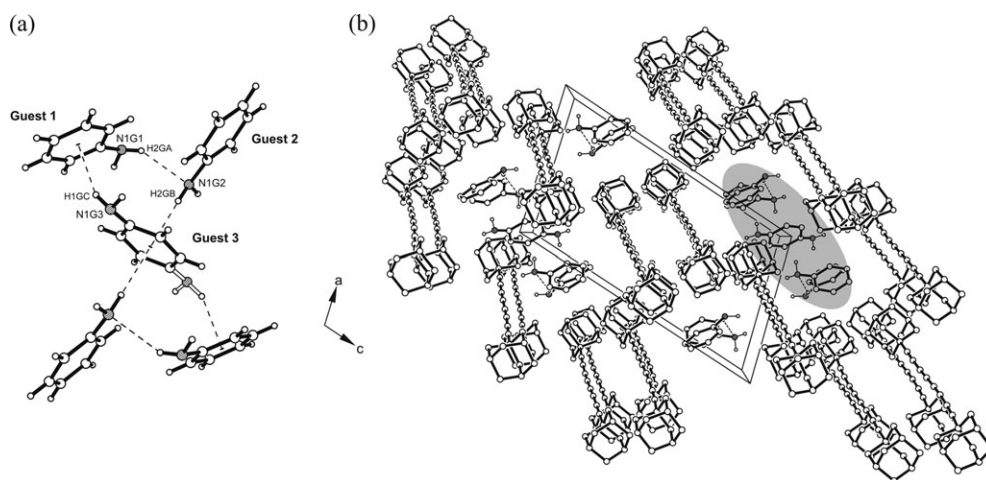 (a)
(b)
Guest 1
N1G1
H2GA
Guest 2
H1GC
H2GB
N1G2
N1G3
Guest 3
a
c